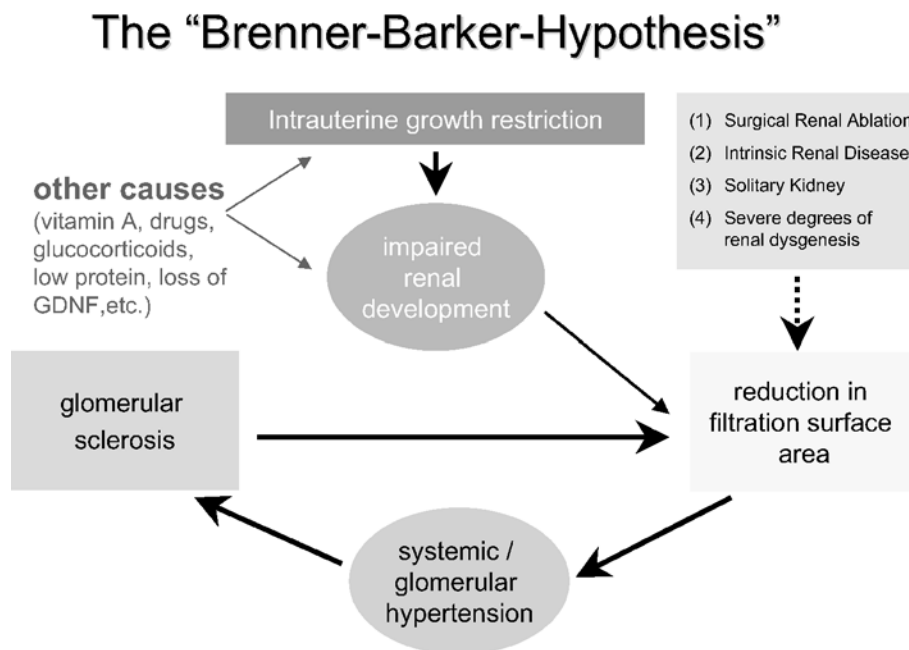 The “Brenner-Barker-Hypothesis”
Intrauterine growth restriction
(1) Surgical Renal Ablation
(2) Intrinsic Renal Disease
(3) Solitary Kidney
(4) Severe degrees of
renal dysgenesis
other causes
(vitamin A, drugs,
glucocorticoids,
low protein, loss of
GDNF,etc.)
impaired
renal
development
glomerular
sclerosis
reduction in
filtration surface
area
systemic /
glomerular
hypertension